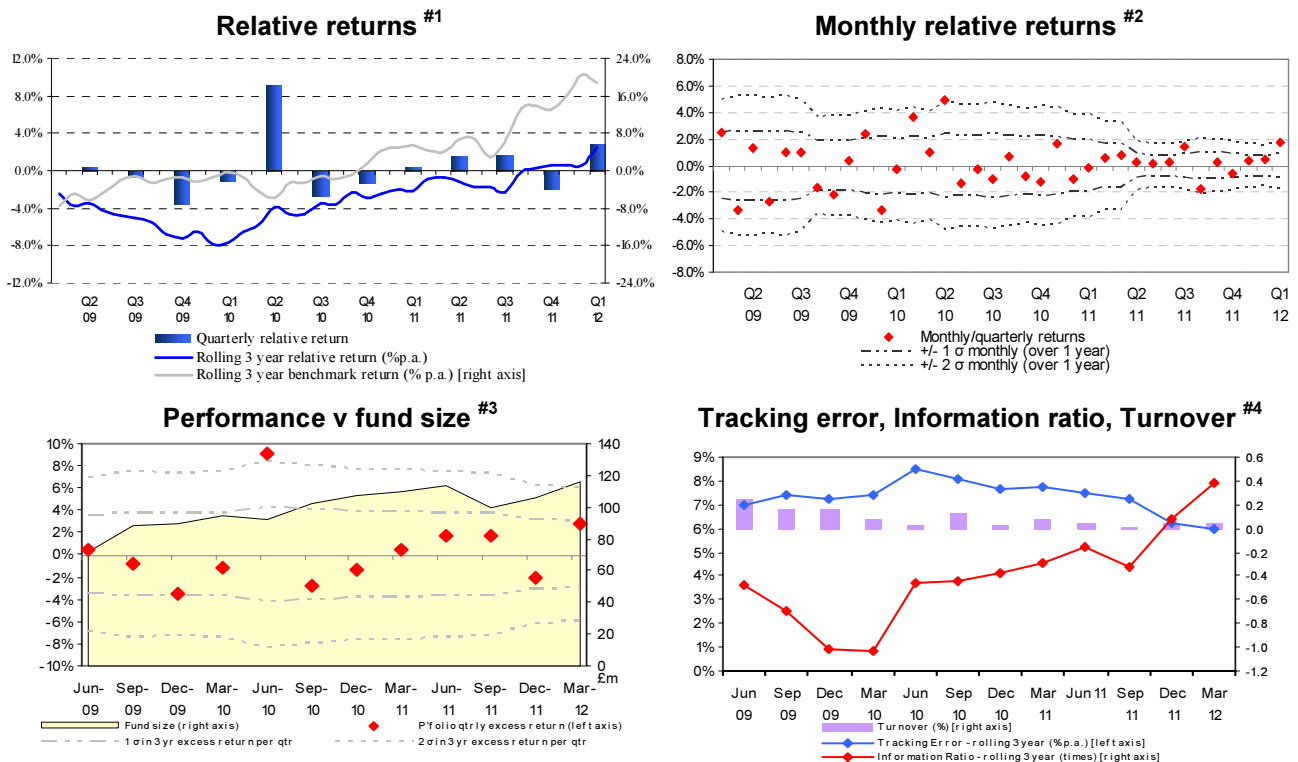 Relative returns #1
12.0%
8.0%
4.0%
0.0%
-4.0%
-8.0%
-12.0%
24.0%
16.0%
8.0%
0.0%
-8.0%
-16.0%
-24.0%
Q2 Q3 Q4 Q1 Q2 Q3 Q4 Q1 Q2 Q3 Q4 Q1
09 09 09 10 10 10 10 11 11 11 11 12
Quarterly relative return
Rolling 3 year relative return (%p.a.)
Rolling 3 year benchmark return (% p.a.) [right axis]
Monthly relative returns #2
8.0%
6.0%
4.0%
2.0%
0.0%
-2.0%
-4.0%
-6.0%
-8.0%
Q2 Q3 Q4 Q1 Q2 Q3 Q4 Q1 Q2 Q3 Q4 Q1
09 09 09 10 10 10 10 11 11 11 11 12
Monthly/quarterly returns
+/- 1 σ monthly (over 1 year)
+/- 2 σ monthly (over 1 year)
Performance v fund size #3
10%
8%
6%
4%
2%
0%
-2%
-4%
-6%
-8%
-10%
140
120
100
80
60
40
20
0
£m
Jun- Sep- Dec- Mar- Jun- Sep- Dec- Mar- Jun- Sep- Dec- Mar-
09 09 09 10 10 10 10 11 11 11 11 12
Fund size (right axis)
P'folio qtrly excess return (left axis)
1 σ in 3 yr excess return per qtr
2 σ in 3 yr excess return per qtr
Tracking error, Information ratio, Turnover #4
9%
8%
7%
6%
5%
4%
3%
2%
1%
0%
0.6
0.4
0.2
0.0
-0.2
-0.4
-0.6
-0.8
-1.0
-1.2
Jun Sep Dec Mar Jun Sep Dec Mar Jun 11 Sep Dec Mar
09 09 09 10 10 10 10 11 11 11 12
Turnover (%) [right axis]
Tracking Error - rolling 3 year (% p.a.) [left axis]
Information Ratio - rolling 3 year (times) [right axis]